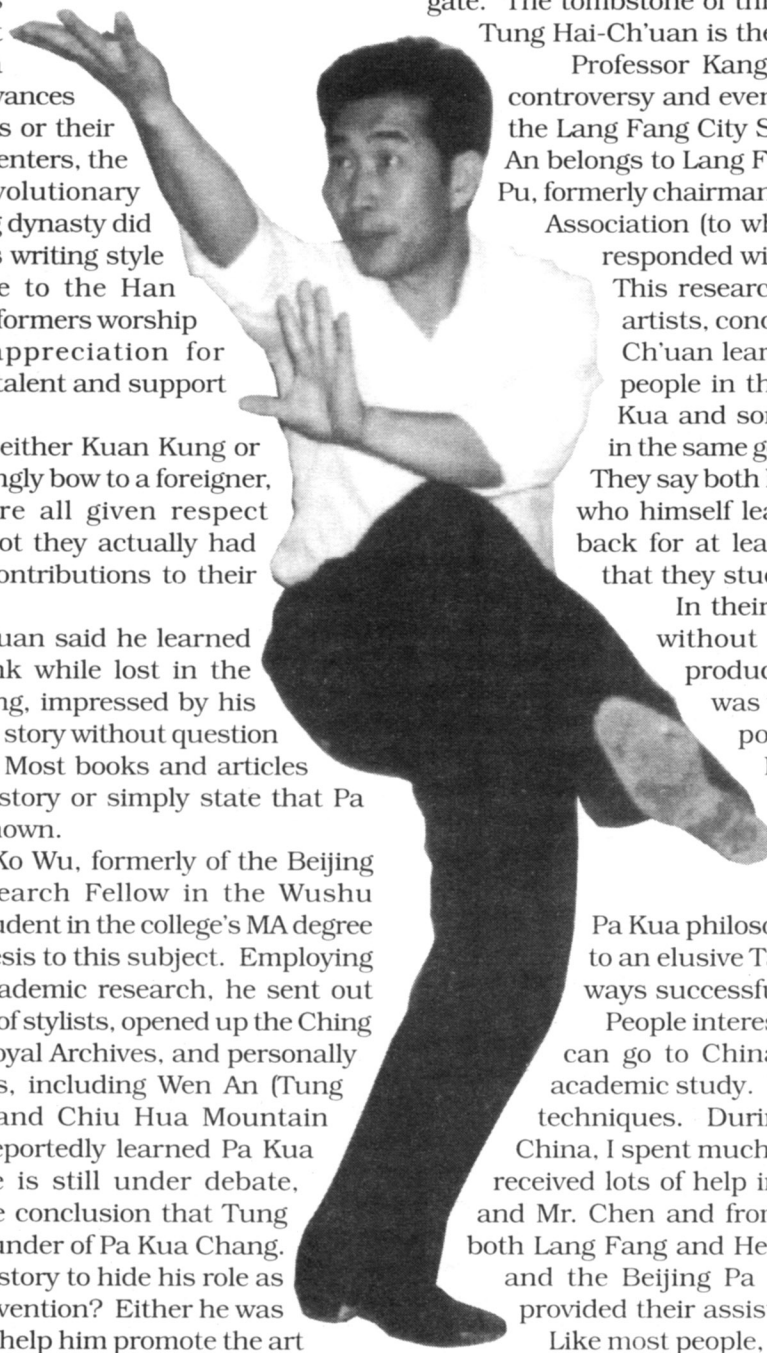 vances
s or their
enters, the
volutionary
g dynasty did
s writing style
e to the Han
formers worship
appreciation for
talent and support
either Kuan Kung or
ngly bow to a foreigner,
re all given respect
ot they actually had
ontributions to their
uan said he learned
nk while lost in the
ng, impressed by his
story without question
Most books and articles
story or simply state that Pa
nown.
Ko Wu, formerly of the Beijing
earch Fellow in the Wushu
udent in the college's MA degree
esis to this subject. Employing
ademic research, he sent out
of stylists, opened up the Ching
oyal Archives, and personally
s, including Wen An (Tung
and Chiu Hua Mountain
eportedly learned Pa Kua
e is still under debate,
e conclusion that Tung
under of Pa Kua Chang.
story to hide his role as
vention? Either he was
help him promote the art
gate. The tombstone of thi
Tung Hai-Ch'uan is the
Professor Kang
controversy and even
the Lang Fang City S
An belongs to Lang F
Pu, formerly chairman
Association (to wh
responded wi
This researc
artists, conc
Ch'uan lear
people in th
Kua and son
in the same g
They say both
who himself lea
back for at lea
that they stu
In their
without
produc
was
po
Pa Kua philoso
to an elusive T
ways successfu
People interes
can go to China
academic study.
techniques. Duri
China, I spent much
received lots of help i
and Mr. Chen and from
both Lang Fang and He
and the Beijing Pa
provided their assis
Like most people,